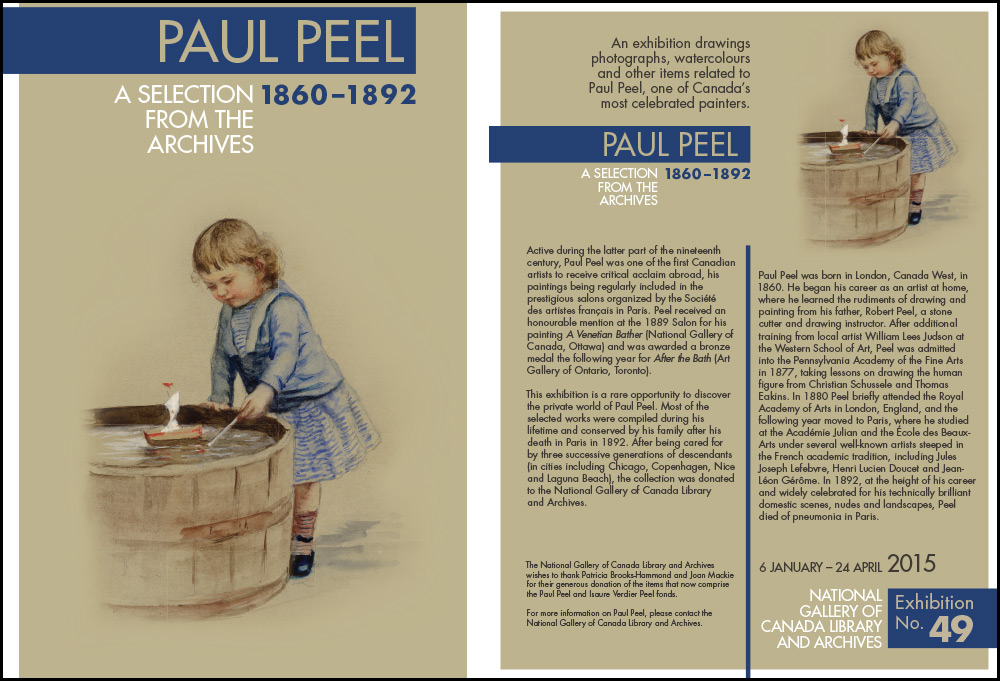 PAUL PEEL
A SELECTION 1860–1892
FROM THE
ARCHIVES
An exhibition drawings
photographs, watercolours
and other items related to
Paul Peel, one of Canada’s
most celebrated painters.
PAUL PEEL
A SELECTION 1860–1892
FROM THE
ARCHIVES
Active during the latter part of the nineteenth
century, Paul Peel was one of the first Canadian
artists to receive critical acclaim abroad, his
paintings being regularly included in the
prestigious salons organized by the Société
des artistes français in Paris. Peel received an
honourable mention at the 1889 Salon for his
painting A Venetian Bather (National Gallery of
Canada, Ottawa) and was awarded a bronze
medal the following year for After the Bath (Art
Gallery of Ontario, Toronto).
This exhibition is a rare opportunity to discover
the private world of Paul Peel. Most of the
selected works were compiled during his
lifetime and conserved by his family after his
death in Paris in 1892. After being cared for
by three successive generations of descendants
(in cities including Chicago, Copenhagen, Nice
and Laguna Beach), the collection was donated
to the National Gallery of Canada Library
and Archives.
The National Gallery of Canada Library and Archives
wishes to thank Patricia Brooks-Hammond and Joan Mackie
for their generous donation of the items that now comprise
the Paul Peel and Isaure Verdier Peel fonds.
For more information on Paul Peel, please contact the
National Gallery of Canada Library and Archives.
Paul Peel was born in London, Canada West, in
1860. He began his career as an artist at home,
where he learned the rudiments of drawing and
painting from his father, Robert Peel, a stone
cutter and drawing instructor. After additional
training from local artist William Lees Judson at
the Western School of Art, Peel was admitted
into the Pennsylvania Academy of the Fine Arts
in 1877, taking lessons on drawing the human
figure from Christian Schussele and Thomas
Eakins. In 1880 Peel briefly attended the Royal
Academy of Arts in London, England, and the
following year moved to Paris, where he studied
at the Académie Julian and the École des Beaux-
Arts under several well-known artists steeped in
the French academic tradition, including Jules
Joseph Lefebvre, Henri Lucien Doucet and Jean-
Léon Gérôme. In 1892, at the height of his career
and widely celebrated for his technically brilliant
domestic scenes, nudes and landscapes, Peel
died of pneumonia in Paris.
6 JANUARY – 24 APRIL 2015
NATIONAL
GALLERY OF
CANADA LIBRARY
AND ARCHIVES
Exhibition
No. 49